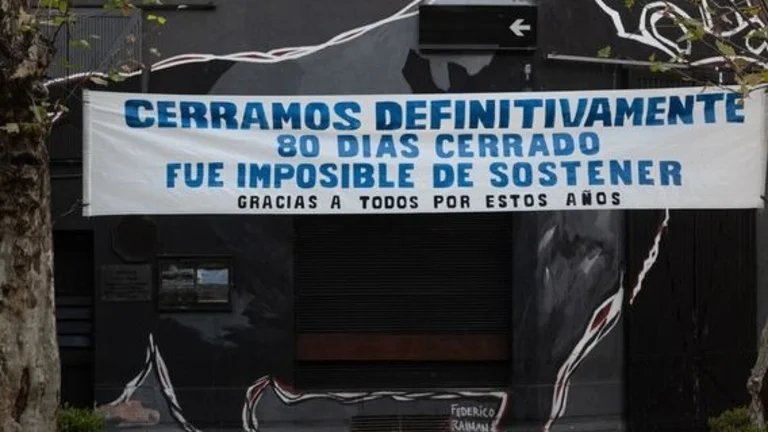 CERRAMOS DEFINITIVAMENTE
80 DIAS CERRADO
FUE IMPOSIBLE DE SOSTENER
GRACIAS A TODOS POR ESTOS AÑOS
FEDERICO